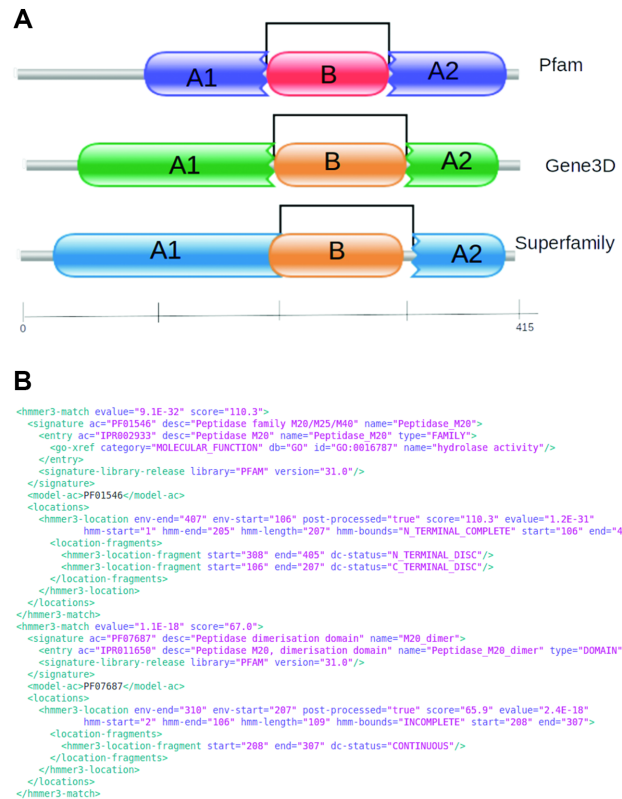 A
A1 B A2 Pfam
A1 B A2 Gene3D
A1 B A2 Superfamily
0 415
B
<hmmer3-match evalue="9.1E-32" score="110.3">
<signature ac="PF01546" desc="Peptidase family M20/M25/M40" name="Peptidase_M20">
<entry ac="IPR002933" desc="Peptidase M20" name="Peptidase_M20" type="FAMILY">
<go-xref category="MOLECULAR_FUNCTION" db="GO" id="GO:0016787" name="hydrolase activity"/>
</entry>
<signature-library-release library="PFAM" version="31.0"/>
</signature>
<model-ac>PF01546</model-ac>
<locations>
<hmmer3-location env-end="407" env-start="106" post-processed="true" score="110.3" evalue="1.2E-31"
hmm-start="1" hmm-end="205" hmm-length="207" hmm-bounds="N_TERMINAL_COMPLETE" start="106" end="4
<location-fragments>
<hmmer3-location-fragment start="308" end="405" dc-status="N_TERMINAL_DISC"/>
<hmmer3-location-fragment start="106" end="207" dc-status="C_TERMINAL_DISC"/>
</location-fragments>
</hmmer3-location>
</locations>
</hmmer3-match>
<hmmer3-match evalue="1.1E-18" score="67.0">
<signature ac="PF07687" desc="Peptidase dimerisation domain" name="M20_dimer">
<entry ac="IPR011650" desc="Peptidase M20, dimerisation domain" name="Peptidase_M20_dimer" type="DOMAIN"
<signature-library-release library="PFAM" version="31.0"/>
</signature>
<model-ac>PF07687</model-ac>
<locations>
<hmmer3-location env-end="310" env-start="207" post-processed="true" score="65.9" evalue="2.4E-18"
hmm-start="2" hmm-end="106" hmm-length="109" hmm-bounds="INCOMPLETE" start="208" end="307">
<location-fragments>
<hmmer3-location-fragment start="208" end="307" dc-status="CONTINUOUS"/>
</location-fragments>
</hmmer3-location>
</locations>
</hmmer3-match>